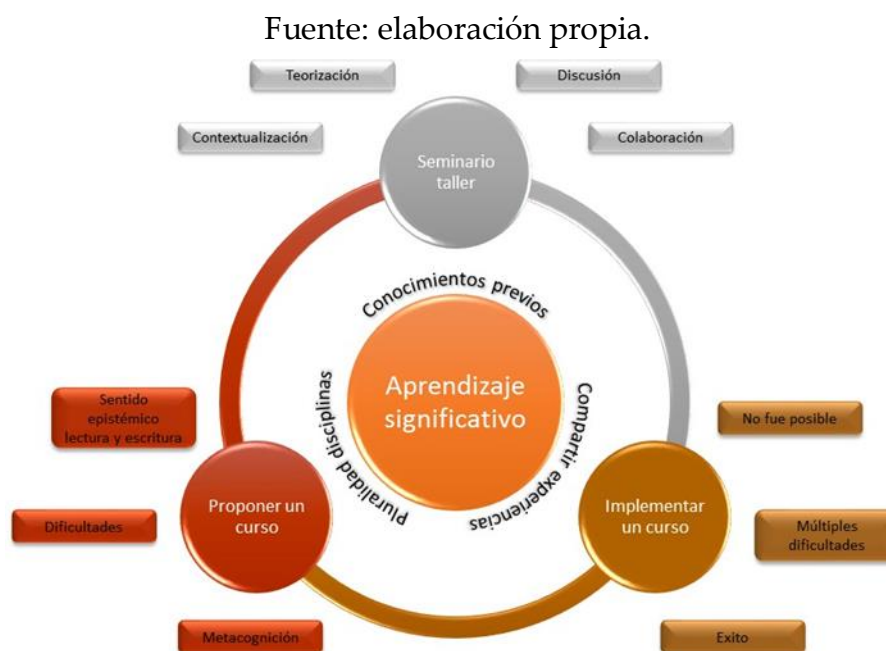 Fuente: elaboración propia.
Teorización
Discusión
Contextualización
Colaboración
Seminario
taller
Conocimientos previos
Pluralidad disciplinas
Compartir experiencias
Aprendizaje
significativo
Sentido
epistémico
lectura y escritura
No fue posible
Proponer un
curso
Implementar
un curso
Dificultades
Múltiples
dificultades
Metacognición
Exito